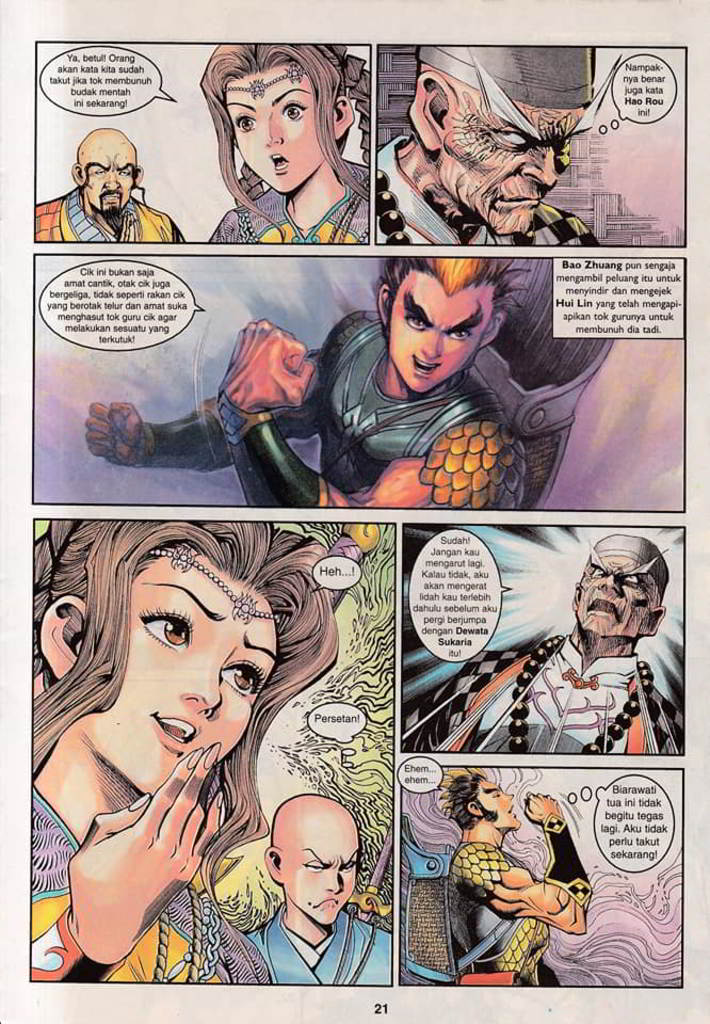 Ya, betul! Orang
akan kata kita sudah
takut jika tok membunuh
budak mentah
ini sekarang!
Nampak-
nya benar
juga kata
Hao Rou
ini!
Cik ini bukan saja
amat cantik, otak cik juga
bergeliga, tidak seperti rakan cik
yang berotak telur dan amat suka
menghasut tok guru cik agar
melakukan sesuatu yang
terkutuk!
Bao Zhuang pun sengaja
mengambil peluang itu untuk
menyindir dan mengejek
Hui Lin yang telah mengapi-
apikan tok gurunya untuk
membunuh dia tadi.
Heh...!
Persetan!
Sudah!
Jangan kau
mengarut lagi.
Kalau tidak, aku
akan mengerat
lidah kau terlebih
dahulu sebelum aku
pergi berjumpa
dengan Dewata
Sukaria
itu!
Ehem...
ehem...
Biarawati
tua ini tidak
begitu lagi
garang. Aku tidak
perlu takut
sekarang!
21